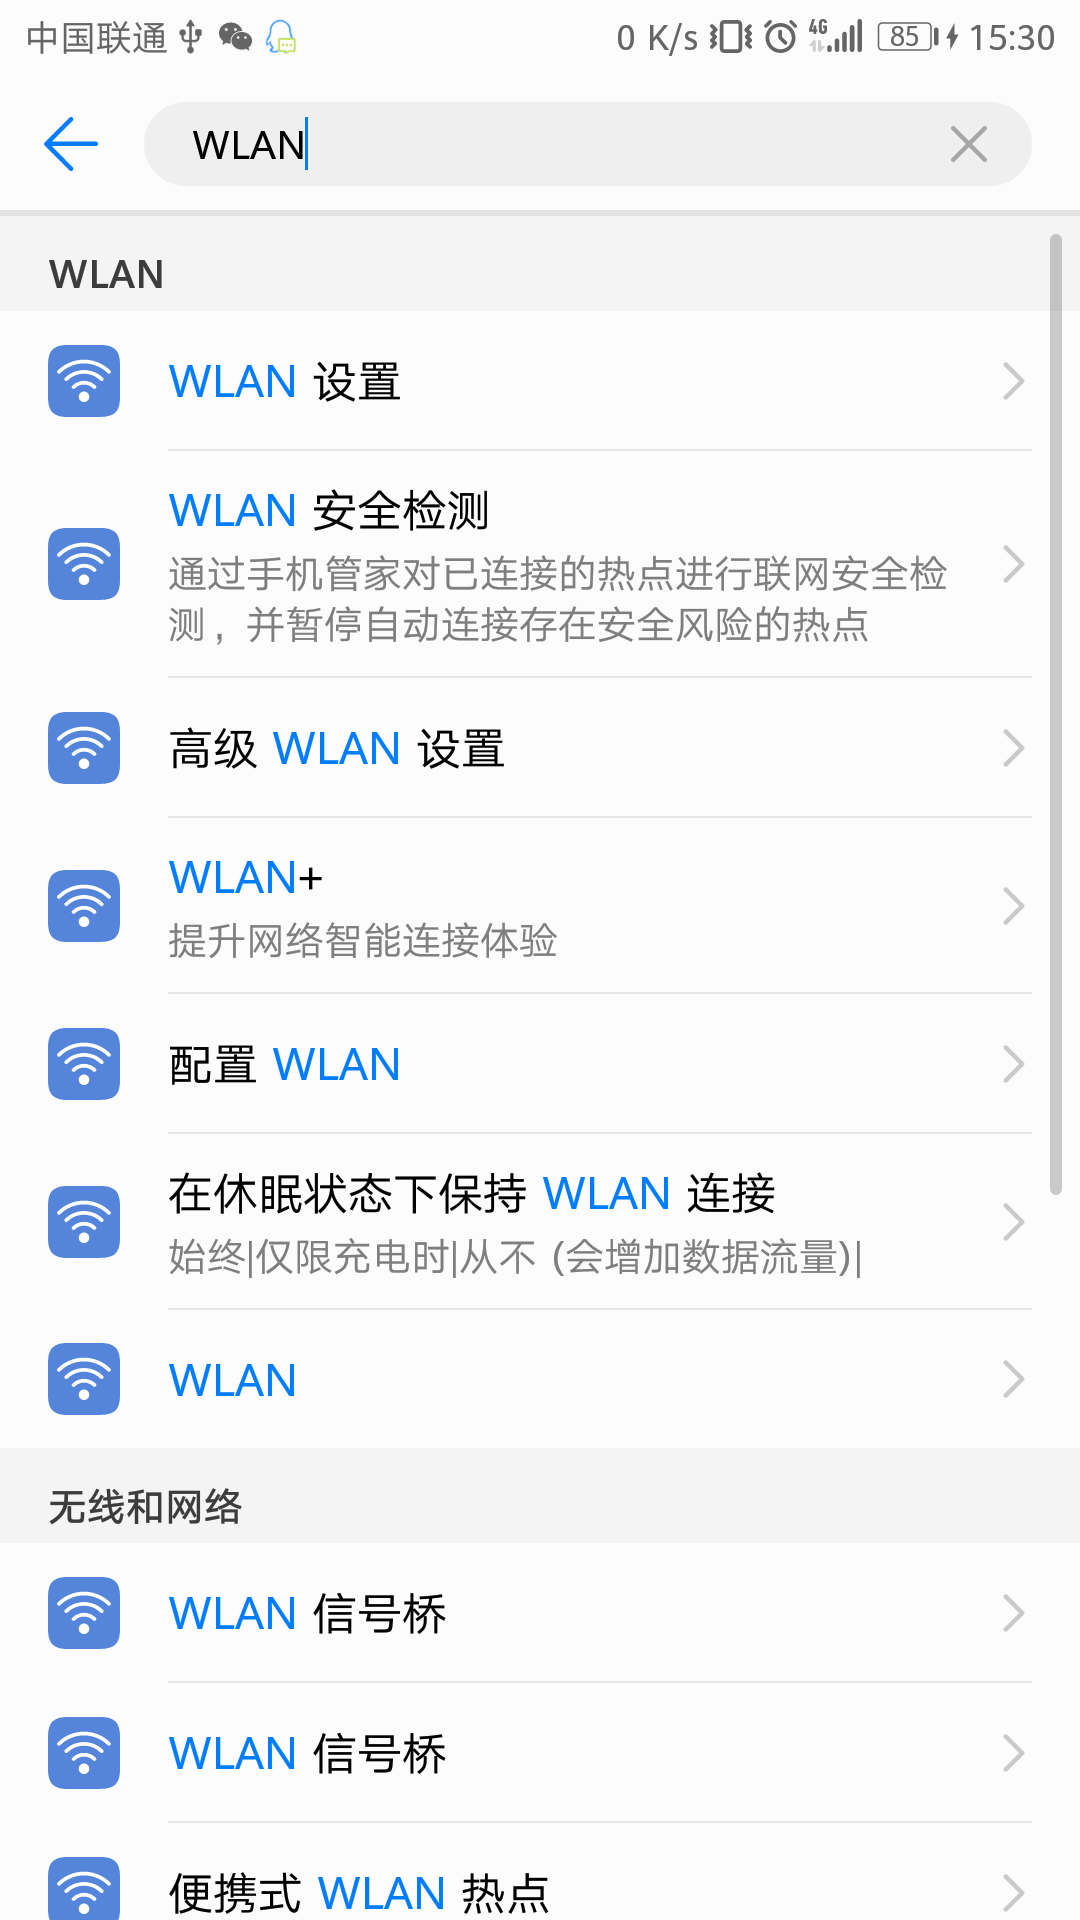 中国联通 0 K/s 4G 85 15:30
WLAN
WLAN
WLAN 设置
WLAN 安全检测
通过手机管家对已连接的热点进行联网安全检
测，并暂停自动连接存在安全风险的热点
高级 WLAN 设置
WLAN+
提升网络智能连接体验
配置 WLAN
在休眠状态下保持 WLAN 连接
始终|仅限充电时|从不 (会增加数据流量)|
WLAN
无线和网络
WLAN 信号桥
WLAN 信号桥
便携式 WLAN 热点